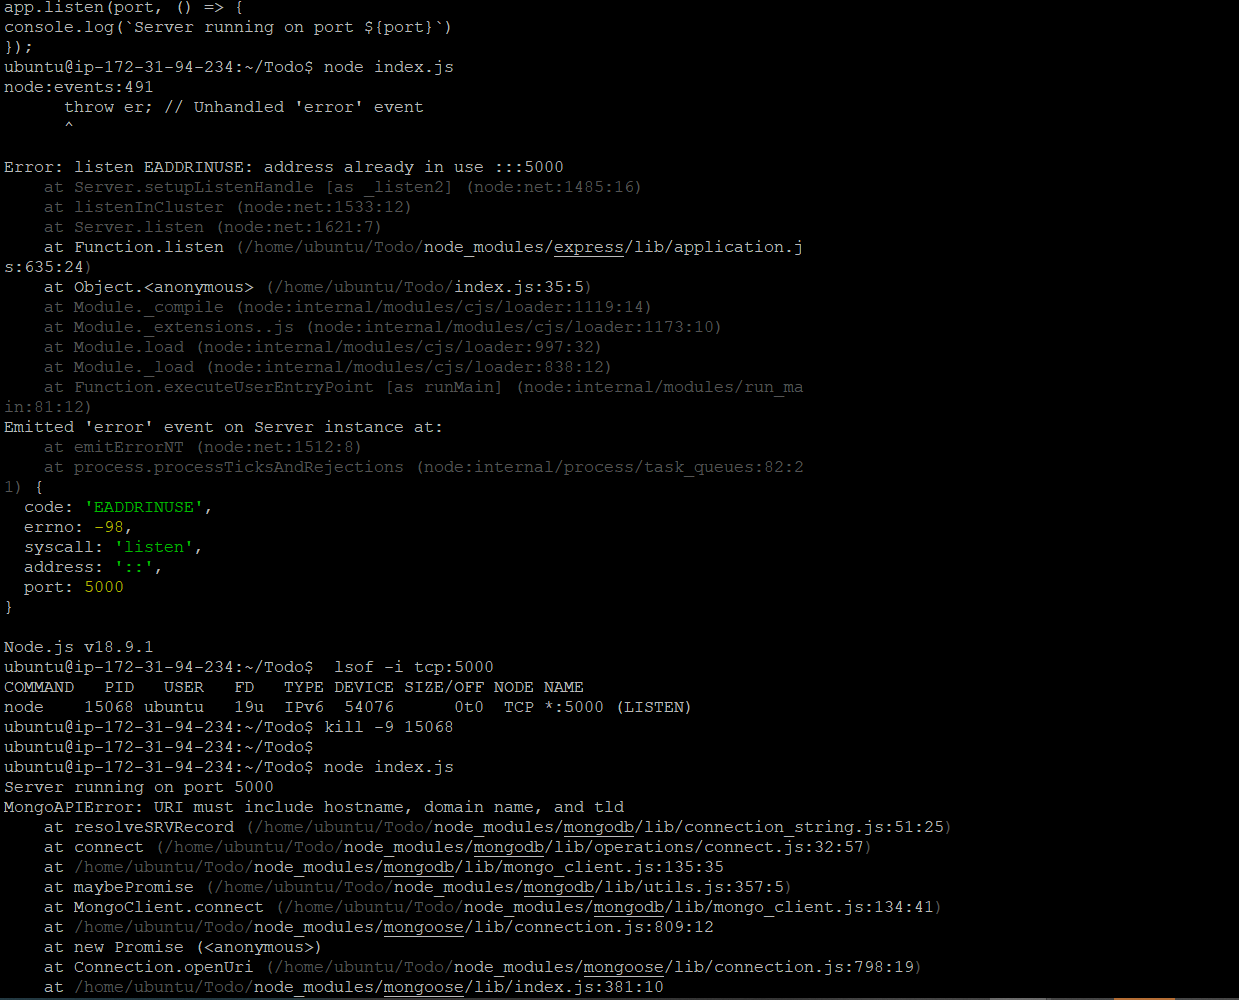 app.listen(port, () => {
console.log(`Server running on port ${port}`)
});
ubuntu@ip-172-31-94-234:~/Todo$ node index.js
node:events:491
      throw er; // Unhandled 'error' event
      ^

Error: listen EADDRINUSE: address already in use :::5000
    at Server.setupListenHandle [as _listen2] (node:net:1485:16)
    at listenInCluster (node:net:1533:12)
    at Server.listen (node:net:1621:7)
    at Function.listen (/home/ubuntu/Todo/node_modules/express/lib/application.j
s:635:24)
    at Object.<anonymous> (/home/ubuntu/Todo/index.js:35:5)
    at Module._compile (node:internal/modules/cjs/loader:1119:14)
    at Module._extensions..js (node:internal/modules/cjs/loader:1173:10)
    at Module.load (node:internal/modules/cjs/loader:997:32)
    at Module._load (node:internal/modules/cjs/loader:838:12)
    at Function.executeUserEntryPoint [as runMain] (node:internal/modules/run_ma
in:81:12)
Emitted 'error' event on Server instance at:
    at emitErrorNT (node:net:1512:8)
    at process.processTicksAndRejections (node:internal/process/task_queues:82:2
1) {
  code: 'EADDRINUSE',
  errno: -98,
  syscall: 'listen',
  address: '::',
  port: 5000
}

Node.js v18.9.1
ubuntu@ip-172-31-94-234:~/Todo$  lsof -i tcp:5000
COMMAND   PID   USER   FD   TYPE DEVICE SIZE/OFF NODE NAME
node    15068 ubuntu   19u  IPv6  54076      0t0  TCP *:5000 (LISTEN)
ubuntu@ip-172-31-94-234:~/Todo$ kill -9 15068
ubuntu@ip-172-31-94-234:~/Todo$
ubuntu@ip-172-31-94-234:~/Todo$ node index.js
Server running on port 5000
MongoAPIError: URI must include hostname, domain name, and tld
    at resolveSRVRecord (/home/ubuntu/Todo/node_modules/mongodb/lib/connection_string.js:51:25)
    at connect (/home/ubuntu/Todo/node_modules/mongodb/lib/operations/connect.js:32:57)
    at /home/ubuntu/Todo/node_modules/mongodb/lib/mongo_client.js:135:35
    at maybePromise (/home/ubuntu/Todo/node_modules/mongodb/lib/utils.js:357:5)
    at MongoClient.connect (/home/ubuntu/Todo/node_modules/mongodb/lib/mongo_client.js:134:41)
    at /home/ubuntu/Todo/node_modules/mongoose/lib/connection.js:809:12
    at new Promise (<anonymous>)
    at Connection.openUri (/home/ubuntu/Todo/node_modules/mongoose/lib/connection.js:798:19)
    at /home/ubuntu/Todo/node_modules/mongoose/lib/index.js:381:10